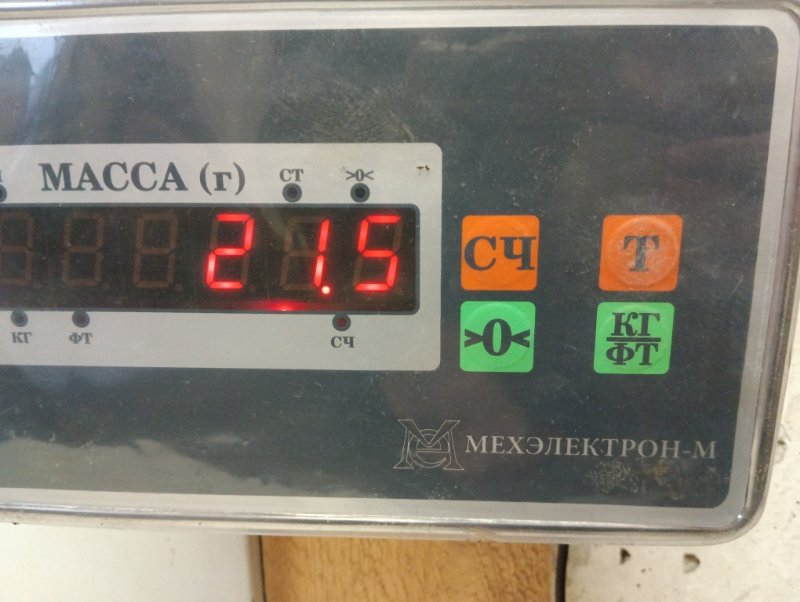 МАССА (г) СТ >0<
21.5
КГ ФТ СЧ
СЧ Т
>0< КГ/ФТ
МЕХЭЛЕКТРОН-М